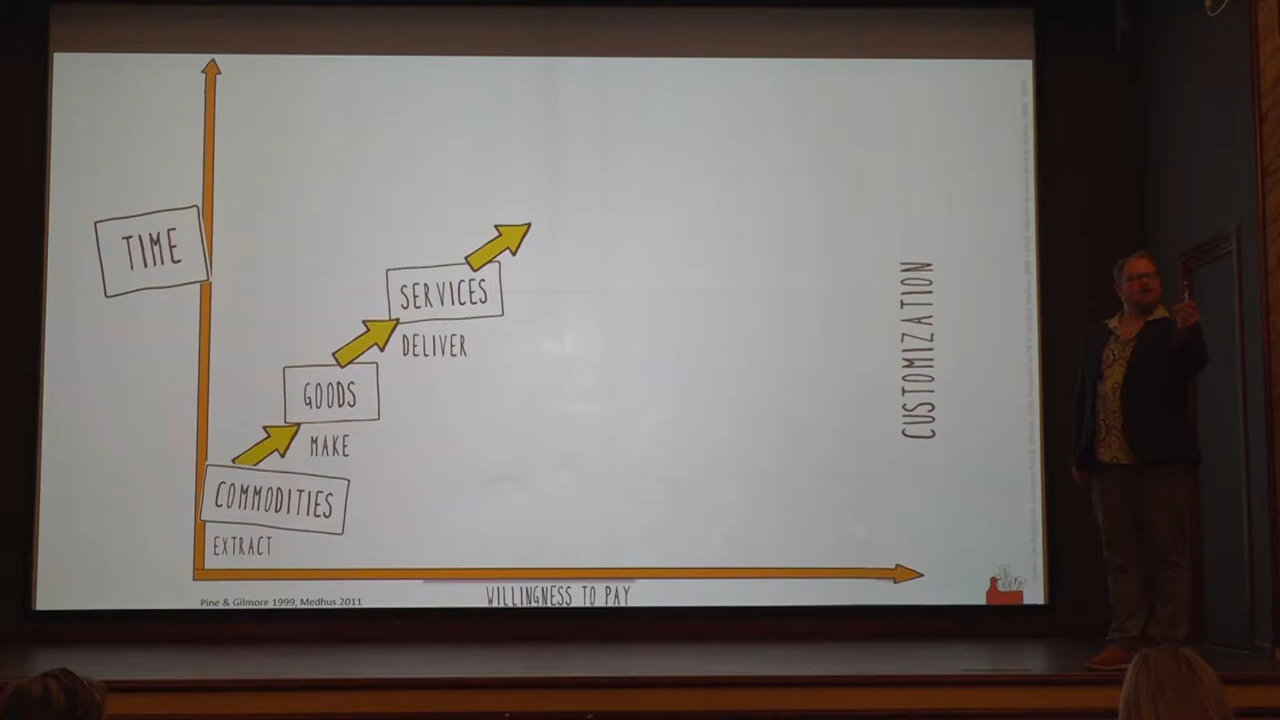 TIME
SERVICES
DELIVER
GOODS
MAKE
COMMODITIES
EXTRACT
CUSTOMIZATION
WILLINGNESS TO PAY
Pine & Gilmore 1999, Medhus 2011